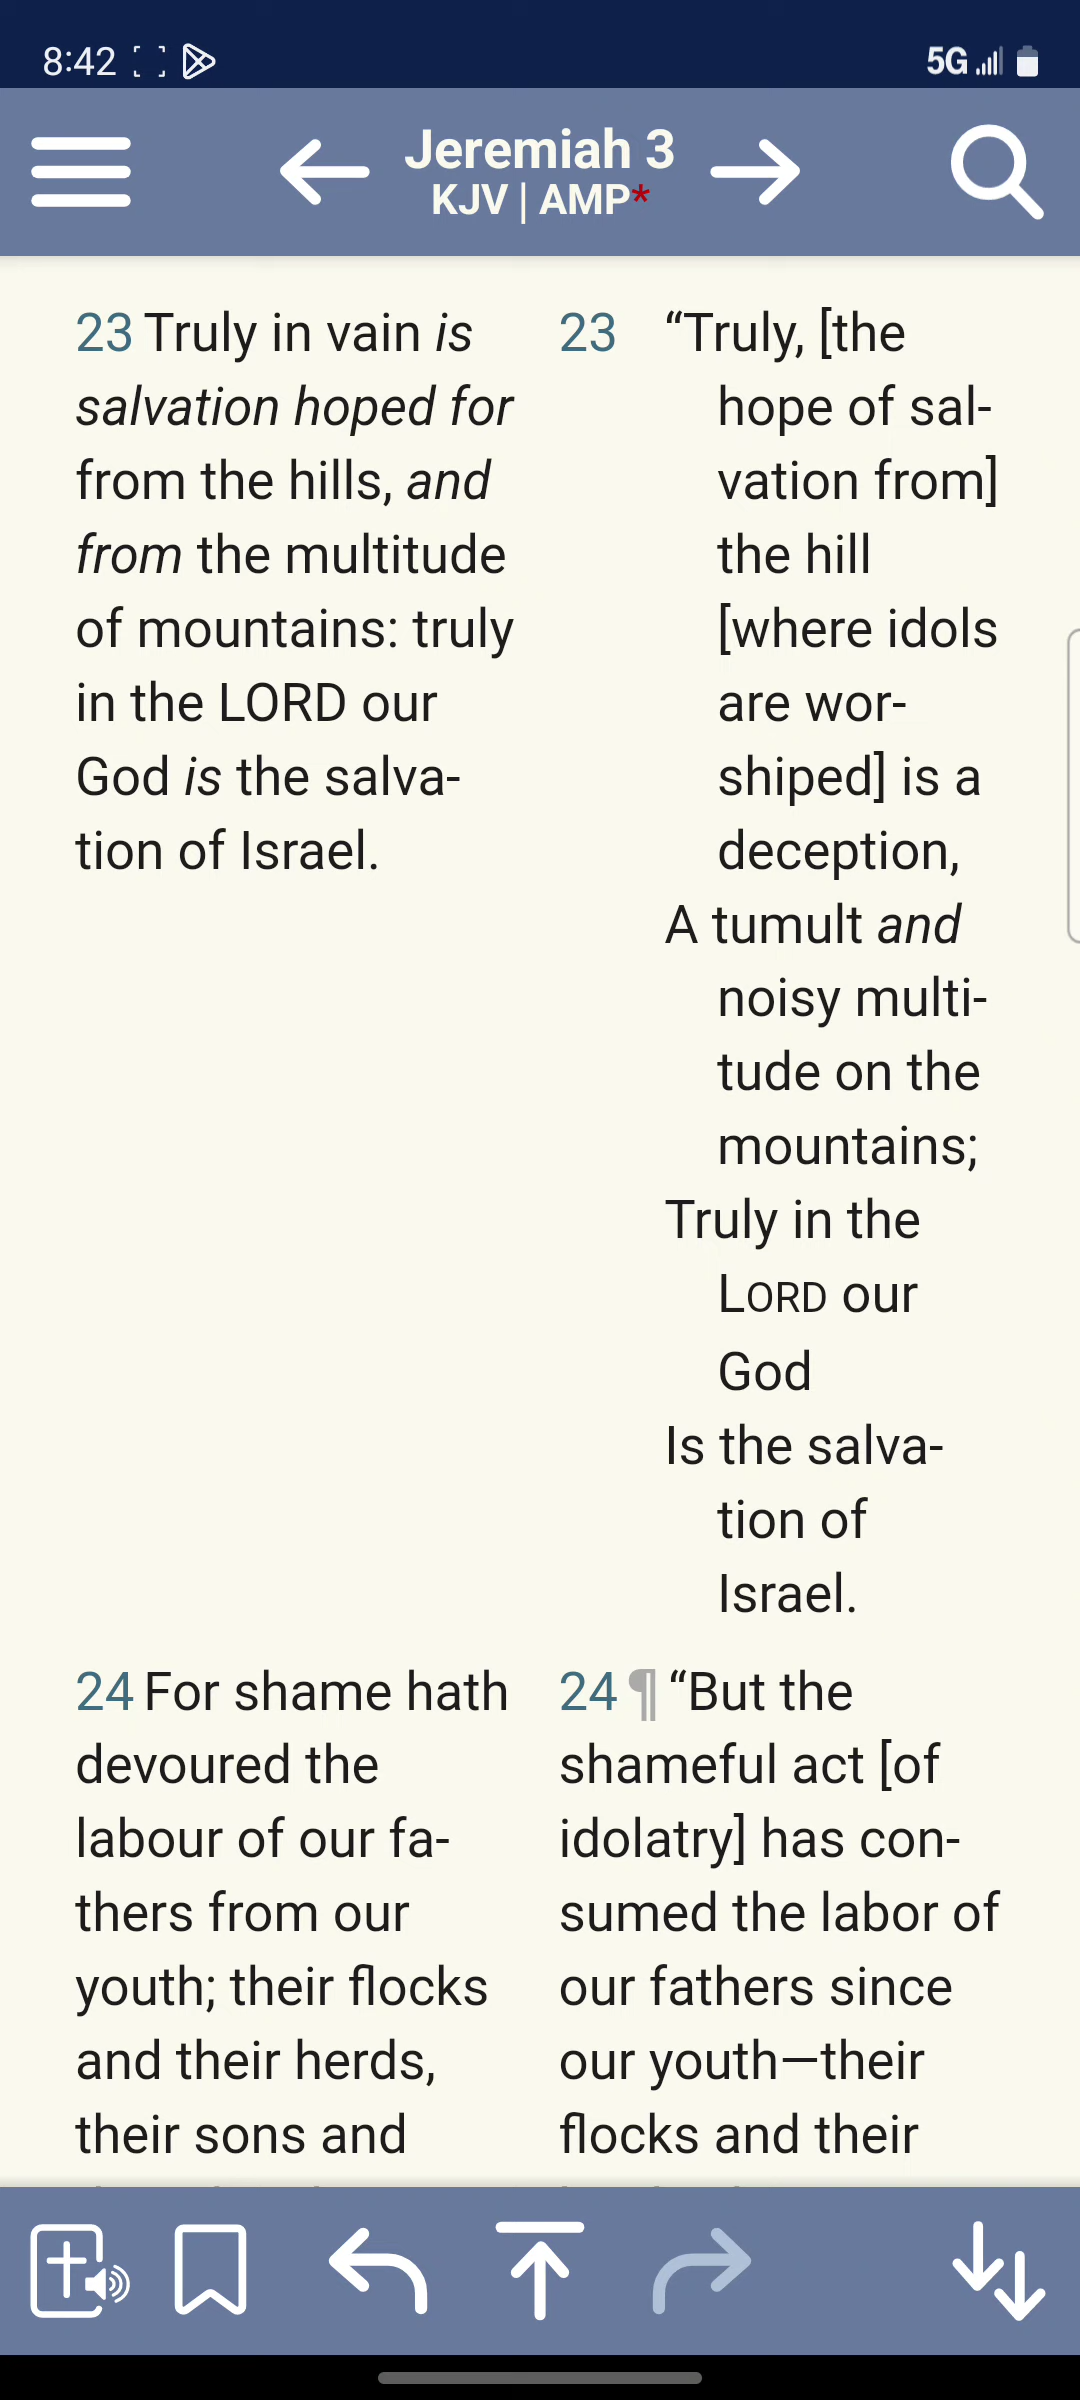 8:42
5G
Jeremiah 3
KJV | AMP*
23 Truly in vain is
salvation hoped for
from the hills, and
from the multitude
of mountains: truly
in the LORD our
God is the salva-
tion of Israel.
23 “Truly, [the
hope of sal-
vation from]
the hill
[where idols
are wor-
shiped] is a
deception,
A tumult and
noisy multi-
tude on the
mountains;
Truly in the
LORD our
God
Is the salva-
tion of
Israel.
24 For shame hath
devoured the
labour of our fa-
thers from our
youth; their flocks
and their herds,
their sons and
24 ¶ “But the
shameful act [of
idolatry] has con-
sumed the labor of
our fathers since
our youth—their
flocks and their